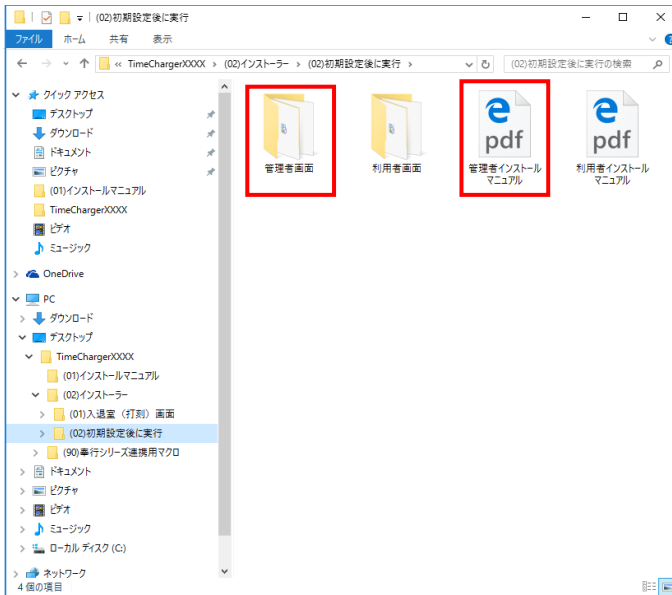 (02)初期設定後に実行
ファイル ホーム 共有 表示
« TimeChargerXXXX › (02)インストーラー › (02)初期設定後に実行 ›
(02)初期設定後に実行の検索
クイック アクセス
デスクトップ
ダウンロード
ドキュメント
ピクチャ
(01)インストールマニュアル
TimeChargerXXXX
ビデオ
ミュージック
OneDrive
PC
ダウンロード
デスクトップ
TimeChargerXXXX
(01)インストールマニュアル
(02)インストーラー
(01)入退室（打刻）画面
(02)初期設定後に実行
(90)奉行シリーズ連携用マクロ
ドキュメント
ピクチャ
ビデオ
ミュージック
ローカル ディスク (C:)
ネットワーク
4 個の項目
管理者画面
利用者画面
pdf
管理者インストール
マニュアル
pdf
利用者インストール
マニュアル